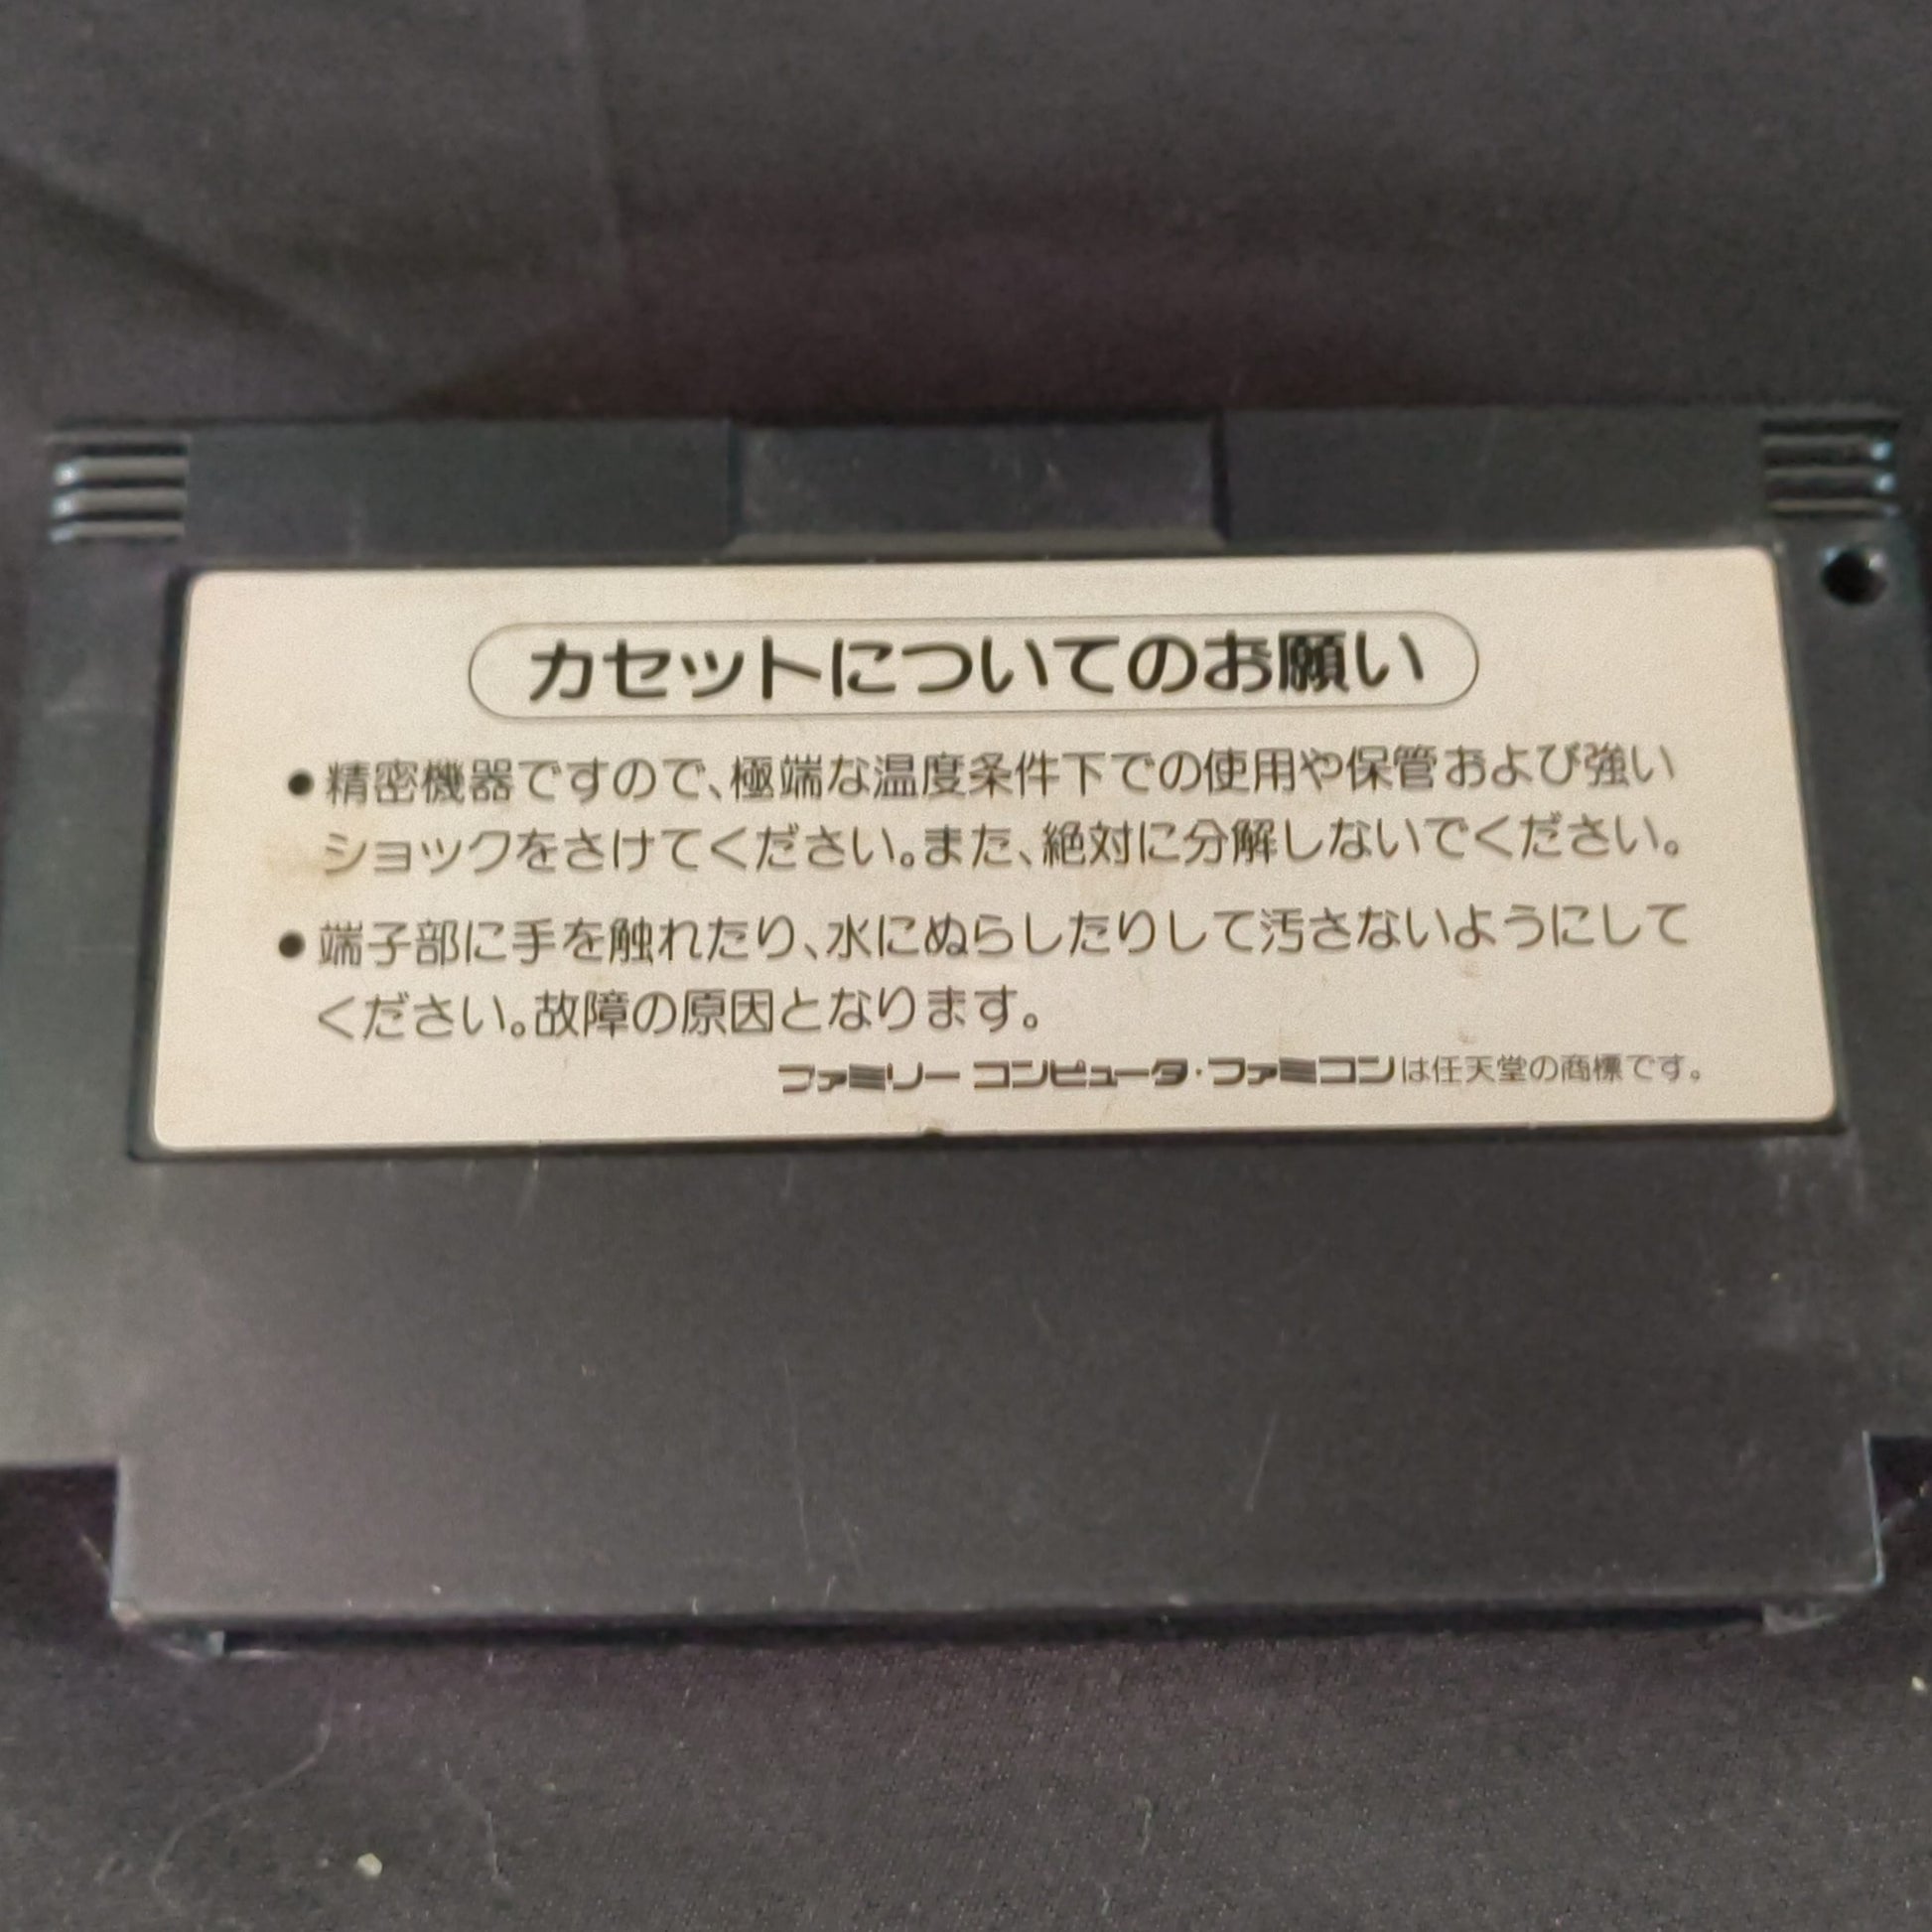 カセットについてのお願い
●精密機器ですので、極端な温度条件下での使用や保管および強い
ショックをさけてください。また、絶対に分解しないでください。
●端子部に手を触れたり、水にぬらしたりして汚さないようにして
ください。故障の原因となります。
ファミリー コンピュータ・ファミコンは任天堂の商標です。